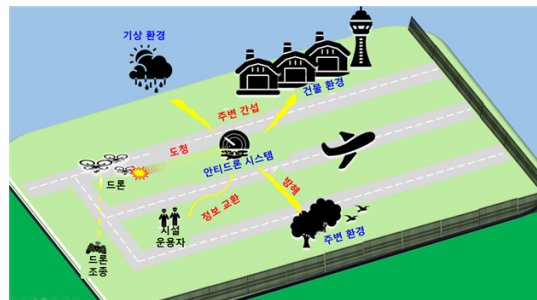 기상 환경
건물 환경
주변 간섭
도청
안티드론 시스템
드론
방해
정보 교환
시설
운용자
주변 환경
드론
조종